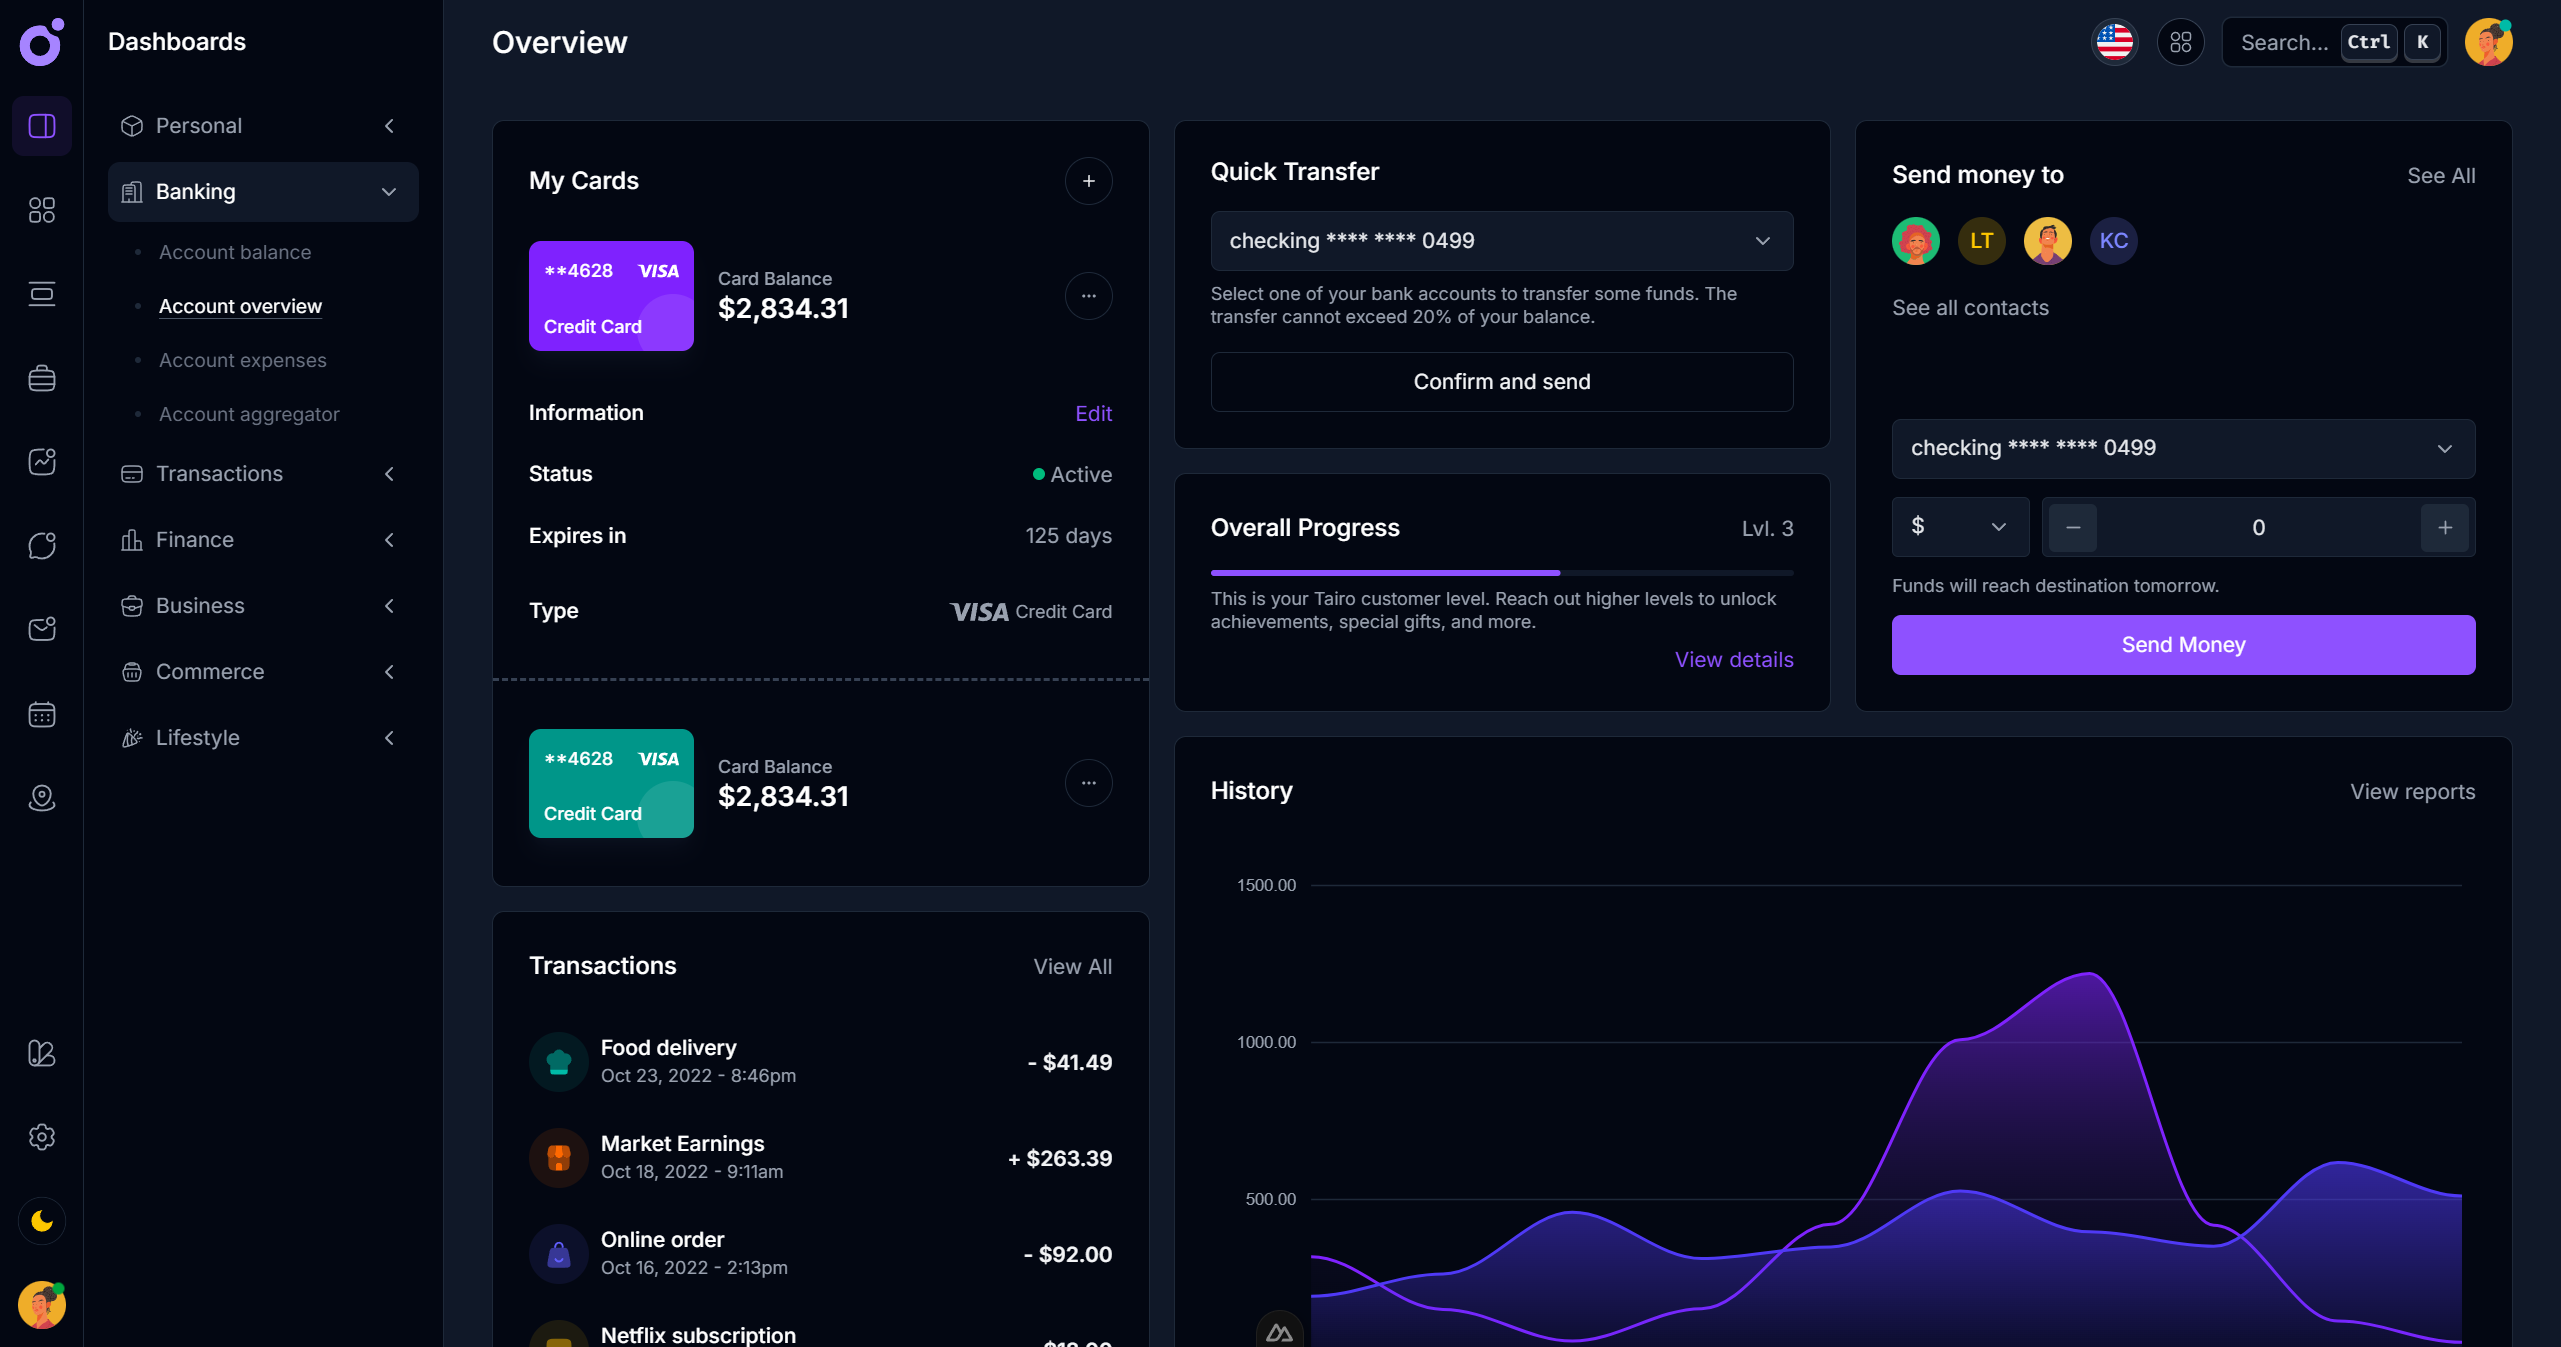 Dashboards
Personal
Banking
Account balance
Account overview
Account expenses
Account aggregator
Transactions
Finance
Business
Commerce
Lifestyle
Overview
Search... Ctrl K
My Cards
**4628 VISA
Credit Card
Card Balance
$2,834.31
Information Edit
Status Active
Expires in 125 days
Type VISA Credit Card
**4628 VISA
Credit Card
Card Balance
$2,834.31
Transactions View All
Food delivery
Oct 23, 2022 - 8:46pm
- $41.49
Market Earnings
Oct 18, 2022 - 9:11am
+ $263.39
Online order
Oct 16, 2022 - 2:13pm
- $92.00
Netflix subscription
Quick Transfer
checking **** **** 0499
Select one of your bank accounts to transfer some funds. The
transfer cannot exceed 20% of your balance.
Confirm and send
Overall Progress Lvl. 3
This is your Tairo customer level. Reach out higher levels to unlock
achievements, special gifts, and more.
View details
Send money to See All
LT KC
See all contacts
checking **** **** 0499
$ − 0 +
Funds will reach destination tomorrow.
Send Money
History View reports
1500.00
1000.00
500.00